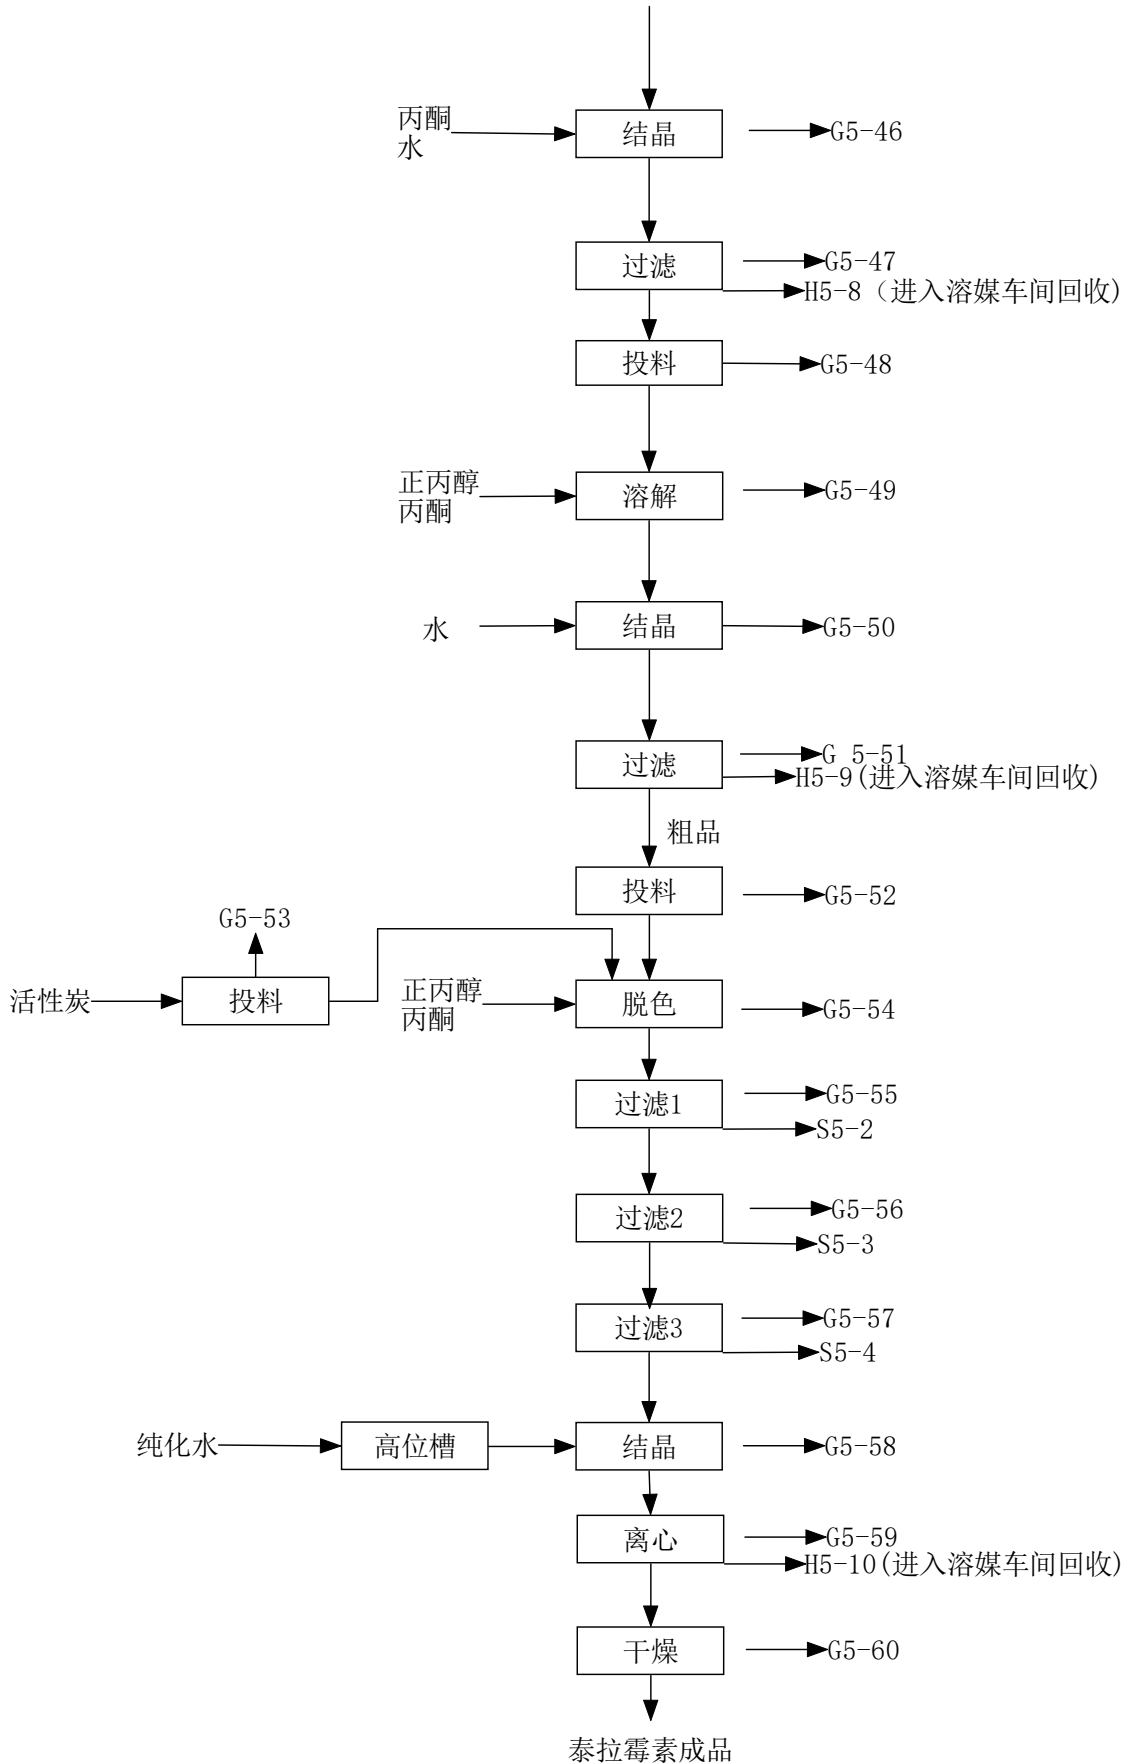 丙酮
水
结晶
G5-46
过滤
G5-47
H5-8（进入溶媒车间回收)
投料
G5-48
正丙醇
丙酮
溶解
G5-49
水
结晶
G5-50
过滤
G 5-51
H5-9(进入溶媒车间回收)
粗品
投料
G5-52
G5-53
活性炭
投料
正丙醇
丙酮
脱色
G5-54
过滤1
G5-55
S5-2
过滤2
G5-56
S5-3
过滤3
G5-57
S5-4
纯化水
高位槽
结晶
G5-58
离心
G5-59
H5-10(进入溶媒车间回收)
干燥
G5-60
泰拉霉素成品